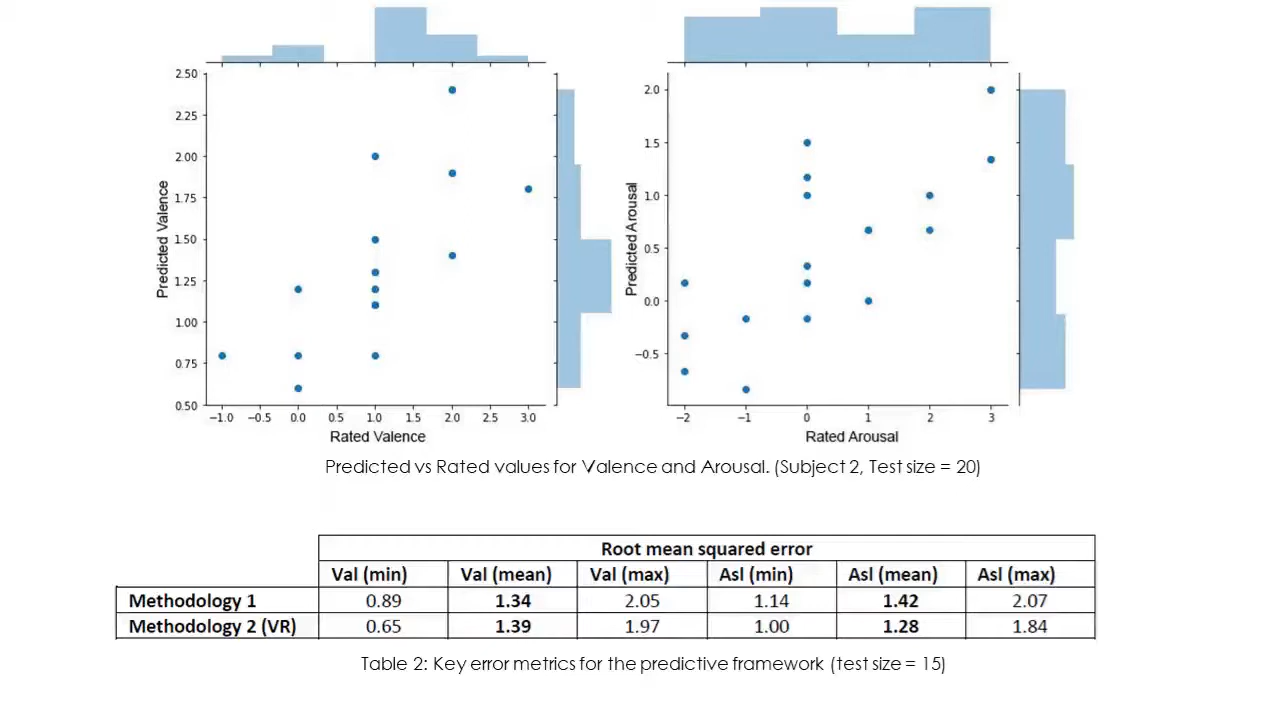 2.50
2.25
2.00
1.75
1.50
1.25
1.00
0.75
0.50
Predicted Valence
−1.0 −0.5 0.0 0.5 1.0 1.5 2.0 2.5 3.0
Rated Valence
2.0
1.5
1.0
0.5
0.0
−0.5
Predicted Arousal
−2 −1 0 1 2 3
Rated Arousal
Predicted vs Rated values for Valence and Arousal. (Subject 2, Test size = 20)
Root mean squared error
Val (min) Val (mean) Val (max) Asl (min) Asl (mean) Asl (max)
Methodology 1 0.89 1.34 2.05 1.14 1.42 2.07
Methodology 2 (VR) 0.65 1.39 1.97 1.00 1.28 1.84
Table 2: Key error metrics for the predictive framework (test size = 15)